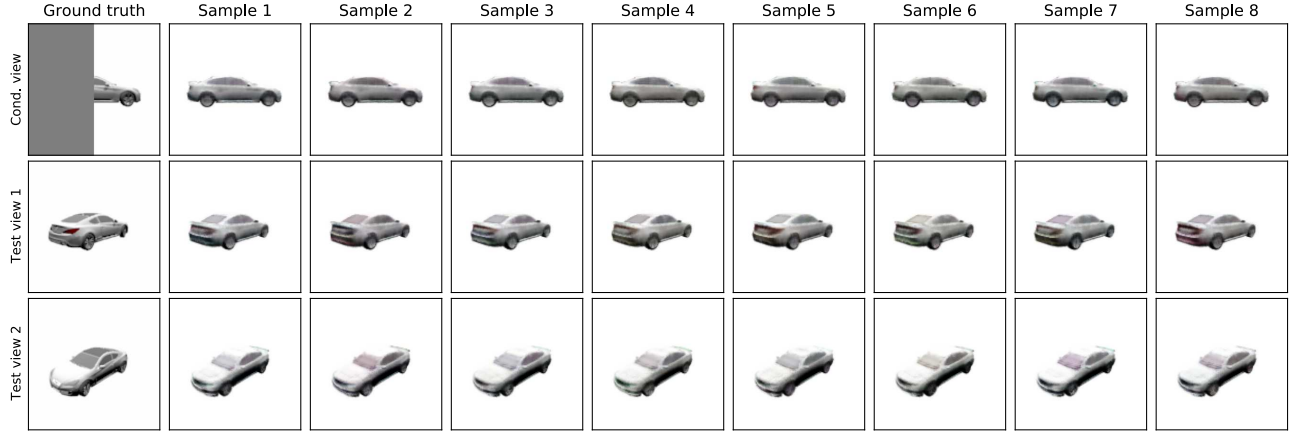 Ground truth Sample 1 Sample 2 Sample 3 Sample 4 Sample 5 Sample 6 Sample 7 Sample 8
Cond. view
Test view 1
Test view 2